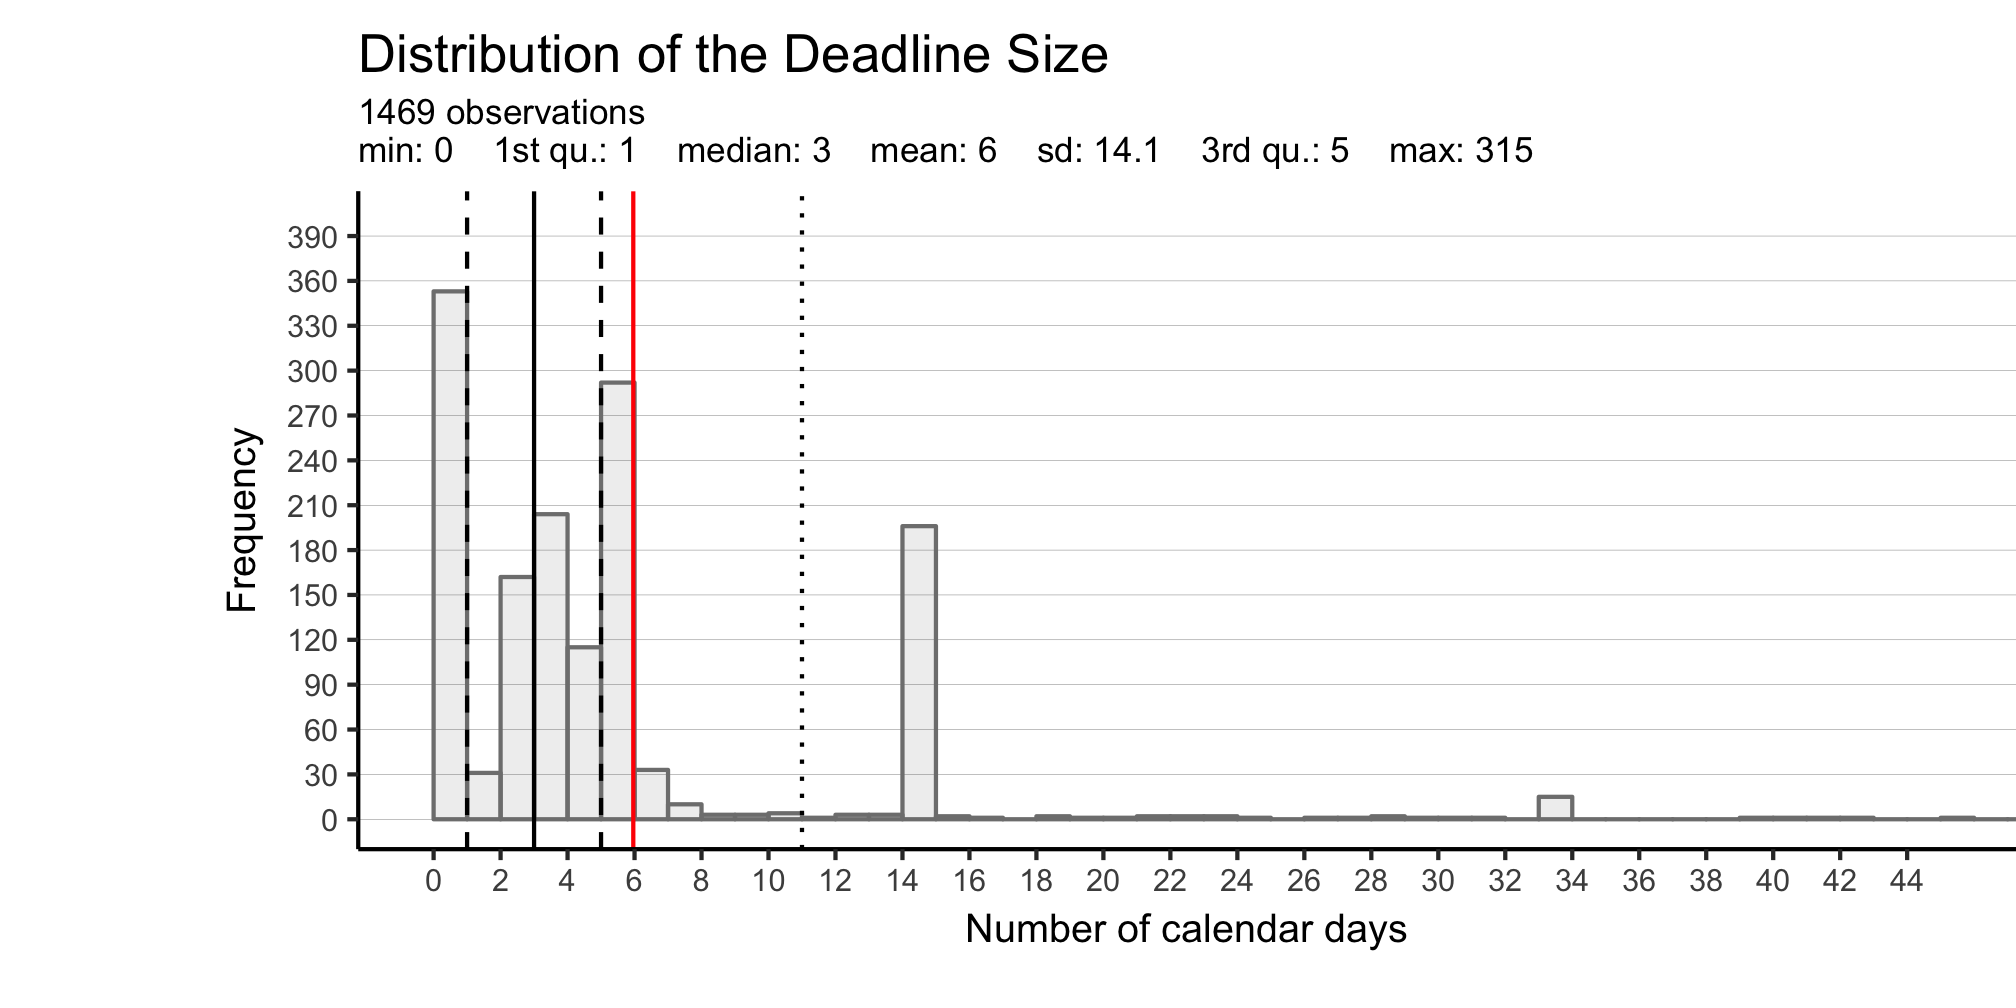 Distribution of the Deadline Size
1469 observations
min: 0 1st qu.: 1 median: 3 mean: 6 sd: 14.1 3rd qu.: 5 max: 315
390
360
330
300
270
240
210
180
150
120
90
60
30
0
Frequency
0 2 4 6 8 10 12 14 16 18 20 22 24 26 28 30 32 34 36 38 40 42 44
Number of calendar days